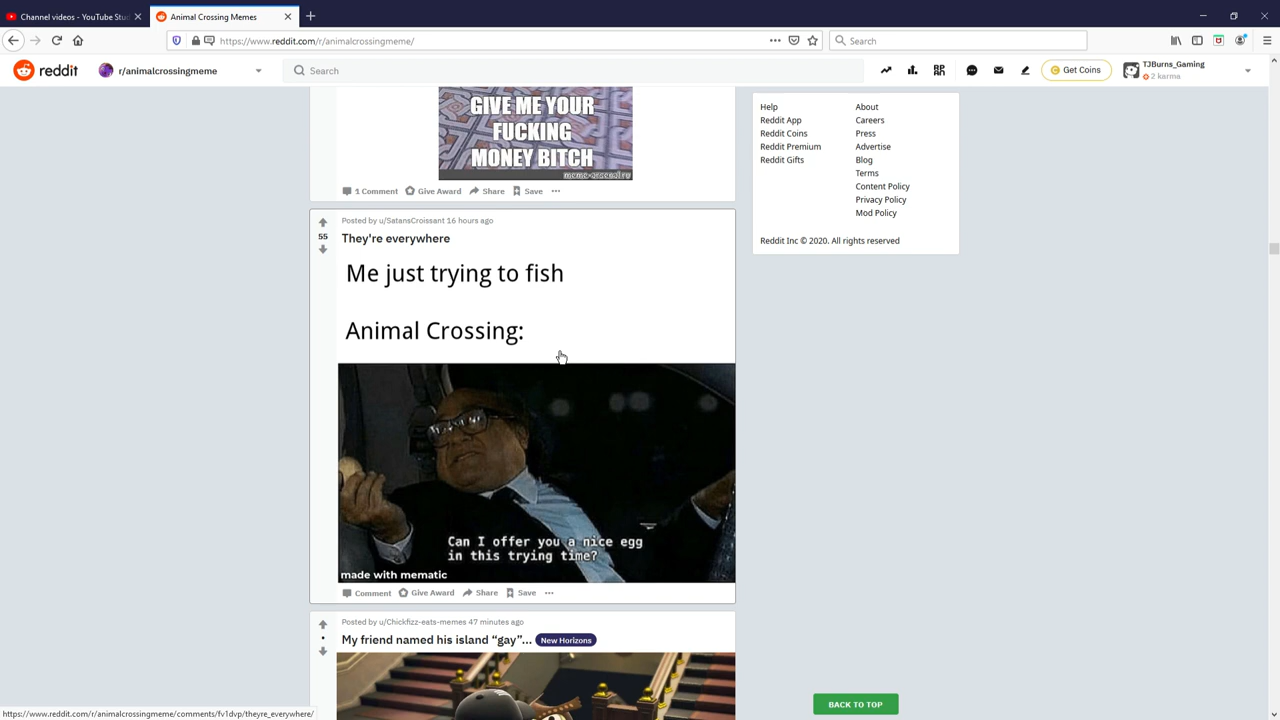 Channel videos - YouTube Stud
Animal Crossing Memes
https://www.reddit.com/r/animalcrossingmeme/
Search
reddit
r/animalcrossingmeme
Search
Get Coins
TJBurns_Gaming
2 karma
GIVE ME YOUR
FUCKING
MONEY BITCH
meme-arsenal.ru
1 Comment
Give Award
Share
Save
Help
Reddit App
Reddit Coins
Reddit Premium
Reddit Gifts
About
Careers
Press
Advertise
Blog
Terms
Content Policy
Privacy Policy
Mod Policy
Reddit Inc © 2020. All rights reserved
55
Posted by u/SatansCroissant 16 hours ago
They're everywhere
Me just trying to fish
Animal Crossing:
Can I offer you a nice egg
in this trying time?
made with mematic
Comment
Give Award
Share
Save
Posted by u/Chickfizz-eats-memes 47 minutes ago
My friend named his island “gay”...
New Horizons
BACK TO TOP
https://www.reddit.com/r/animalcrossingmeme/comments/fv1dvp/theyre_everywhere/